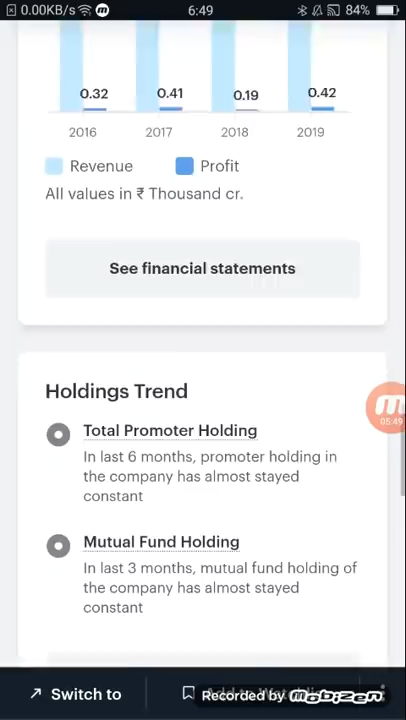 0.00KB/s 6:49 84%
0.32 0.41 0.19 0.42
2016 2017 2018 2019
Revenue Profit
All values in ₹ Thousand cr.
See financial statements
Holdings Trend
05:49
Total Promoter Holding
In last 6 months, promoter holding in
the company has almost stayed
constant
Mutual Fund Holding
In last 3 months, mutual fund holding of
the company has almost stayed
constant
Switch to
Recorded by mobizen